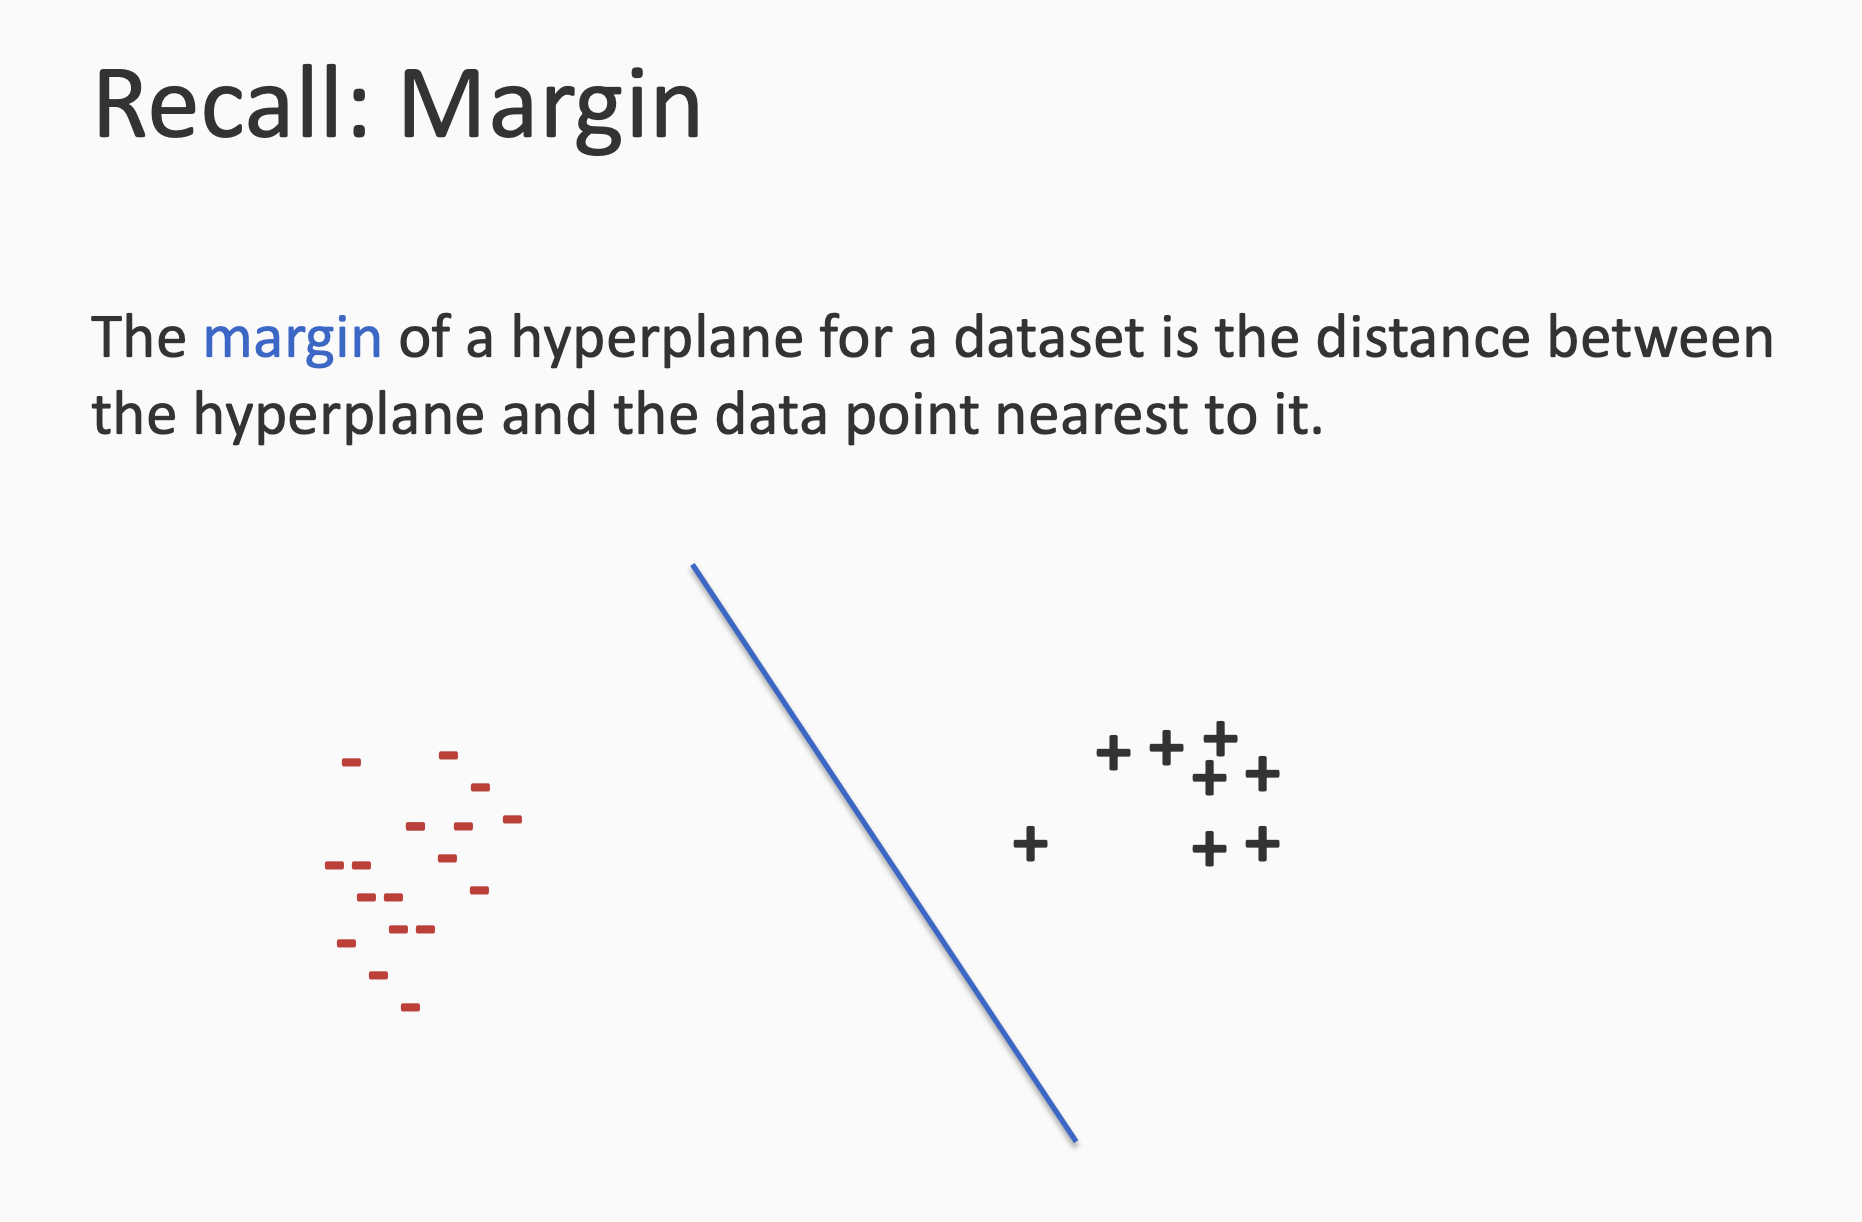 Recall: Margin
The margin of a hyperplane for a dataset is the distance between
the hyperplane and the data point nearest to it.